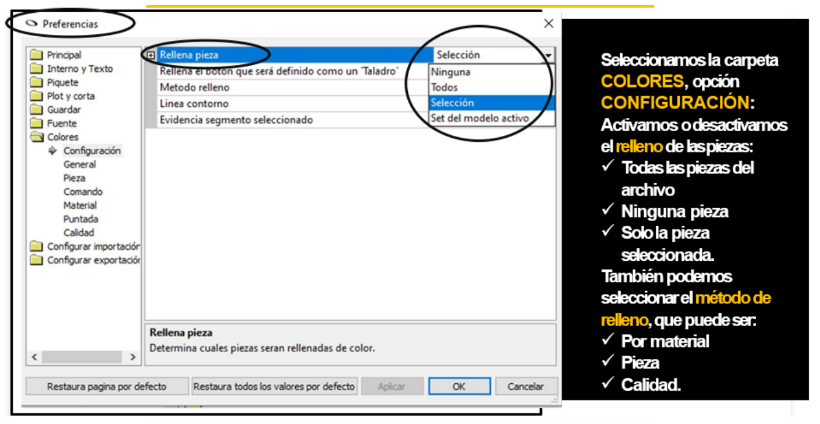 Preferencias
Principal
Interno y Texto
Piquete
Plot y corta
Guardar
Fuente
Colores
Configuración
General
Pieza
Comando
Material
Puntada
Calidad
Configurar importación
Configurar exportación
Rellena pieza Selección
Rellena el boton que será definido como un ´Taladro´ Ninguna
Metodo relleno Todos
Linea contorno Selección
Evidencia segmento seleccionado Set del modelo activo
Rellena pieza
Determina cuales piezas seran rellenadas de color.
Restaura pagina por defecto Restaura todos los valores por defecto Aplicar OK Cancelar
Seleccionamos la carpeta
COLORES, opción
CONFIGURACIÓN:
Activamos o desactivamos
el relleno de las piezas:
✓ Todas las piezas del
archivo
✓ Ninguna pieza
✓ Solo la pieza
seleccionada.
También podemos
seleccionar el método de
relleno, que puede ser:
✓ Por material
✓ Pieza
✓ Calidad.